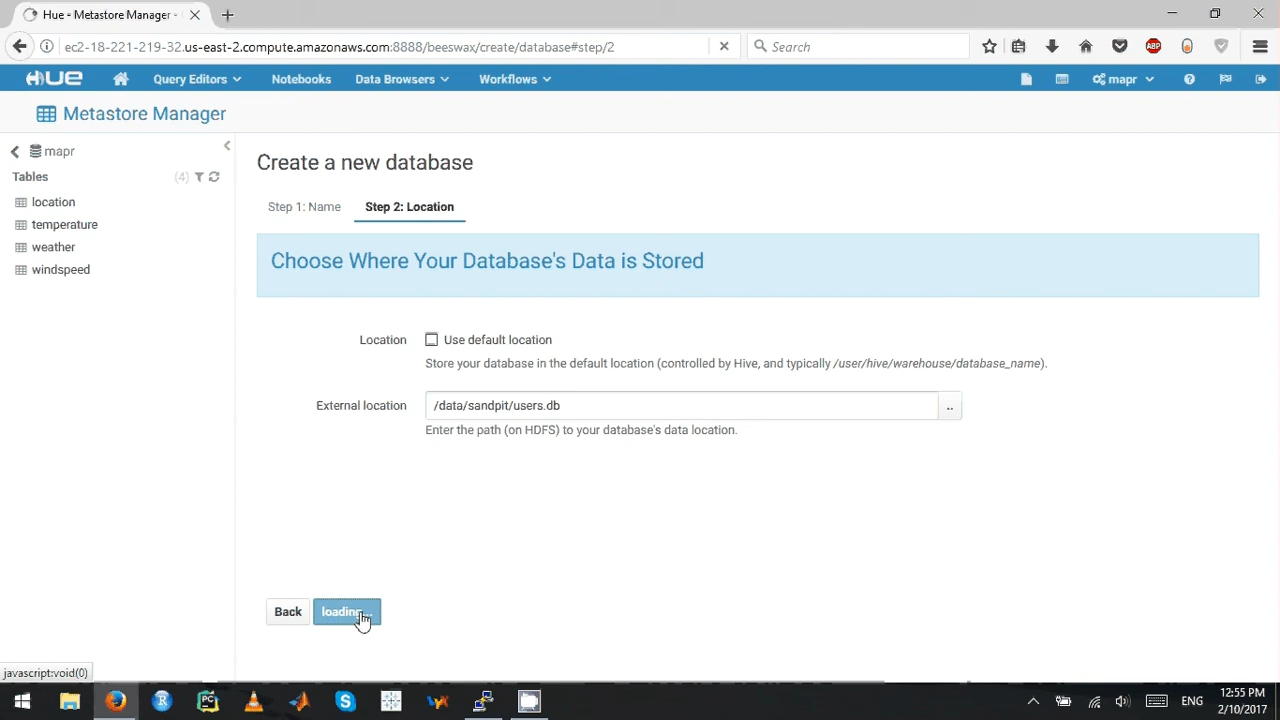 Hue - Metastore Manager -
ec2-18-221-219-32.us-east-2.compute.amazonaws.com:8888/beeswax/create/database#step/2
Search
ABP
HUE
Query Editors
Notebooks
Data Browsers
Workflows
mapr
Metastore Manager
mapr
Tables
(4)
location
temperature
weather
windspeed
Create a new database
Step 1: Name
Step 2: Location
Choose Where Your Database's Data is Stored
Location
Use default location
Store your database in the default location (controlled by Hive, and typically /user/hive/warehouse/database_name).
External location
/data/sandpit/users.db
..
Enter the path (on HDFS) to your database's data location.
Back
loading...
javascript:void(0)
R
PC
S
ENG
12:55 PM
2/10/2017